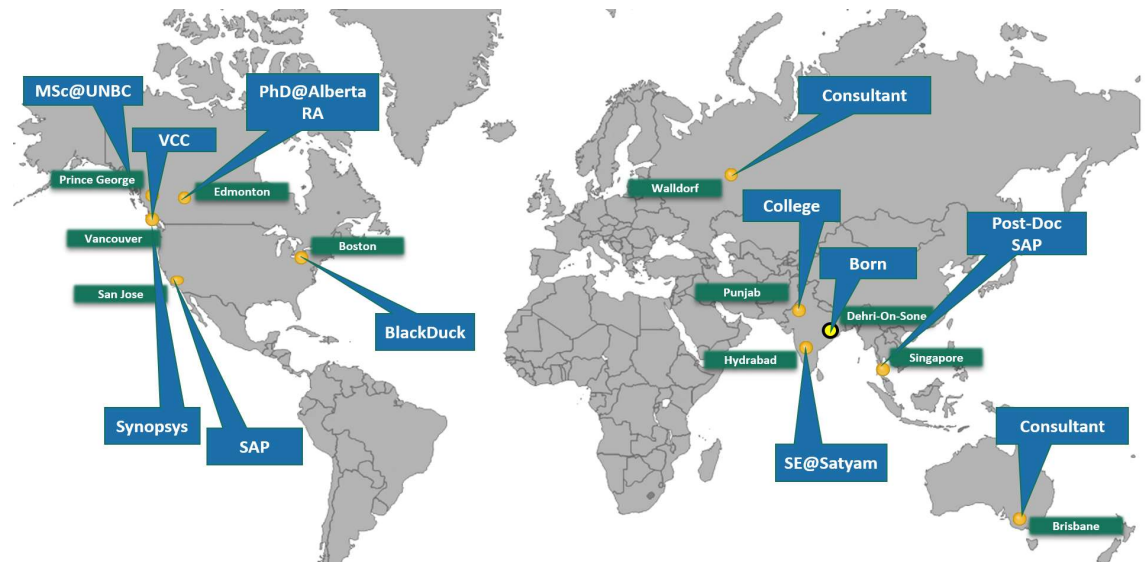 MSc@UNBC
PhD@Alberta
RA
VCC
Prince George
Edmonton
Vancouver
Boston
San Jose
BlackDuck
Synopsys
SAP
Consultant
Walldorf
College
Post-Doc
SAP
Born
Punjab
Dehri-On-Sone
Hydrabad
Singapore
SE@Satyam
Consultant
Brisbane